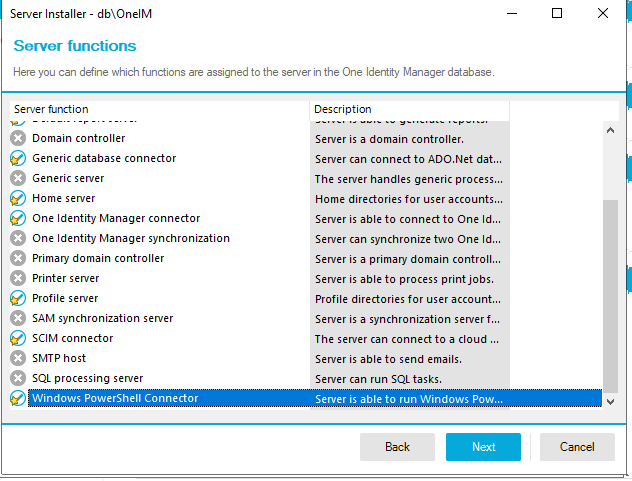 Server Installer - db\OneIM
Server functions
Here you can define which functions are assigned to the server in the One Identity Manager database.
Server function Description
Default report server Server is able to generate reports.
Domain controller Server is a domain controller.
Generic database connector Server can connect to ADO.Net dat...
Generic server The server handles generic process...
Home server Home directories for user accounts...
One Identity Manager connector Server is able to connect to One Id...
One Identity Manager synchronization Server can synchronize two One Id...
Primary domain controller Server is a primary domain controll...
Printer server Server is able to process print jobs.
Profile server Profile directories for user account...
SAM synchronization server Server is a synchronization server f...
SCIM connector The server can connect to a cloud ...
SMTP host Server is able to send emails.
SQL processing server Server can run SQL tasks.
Windows PowerShell Connector Server is able to run Windows Pow...
Back Next Cancel